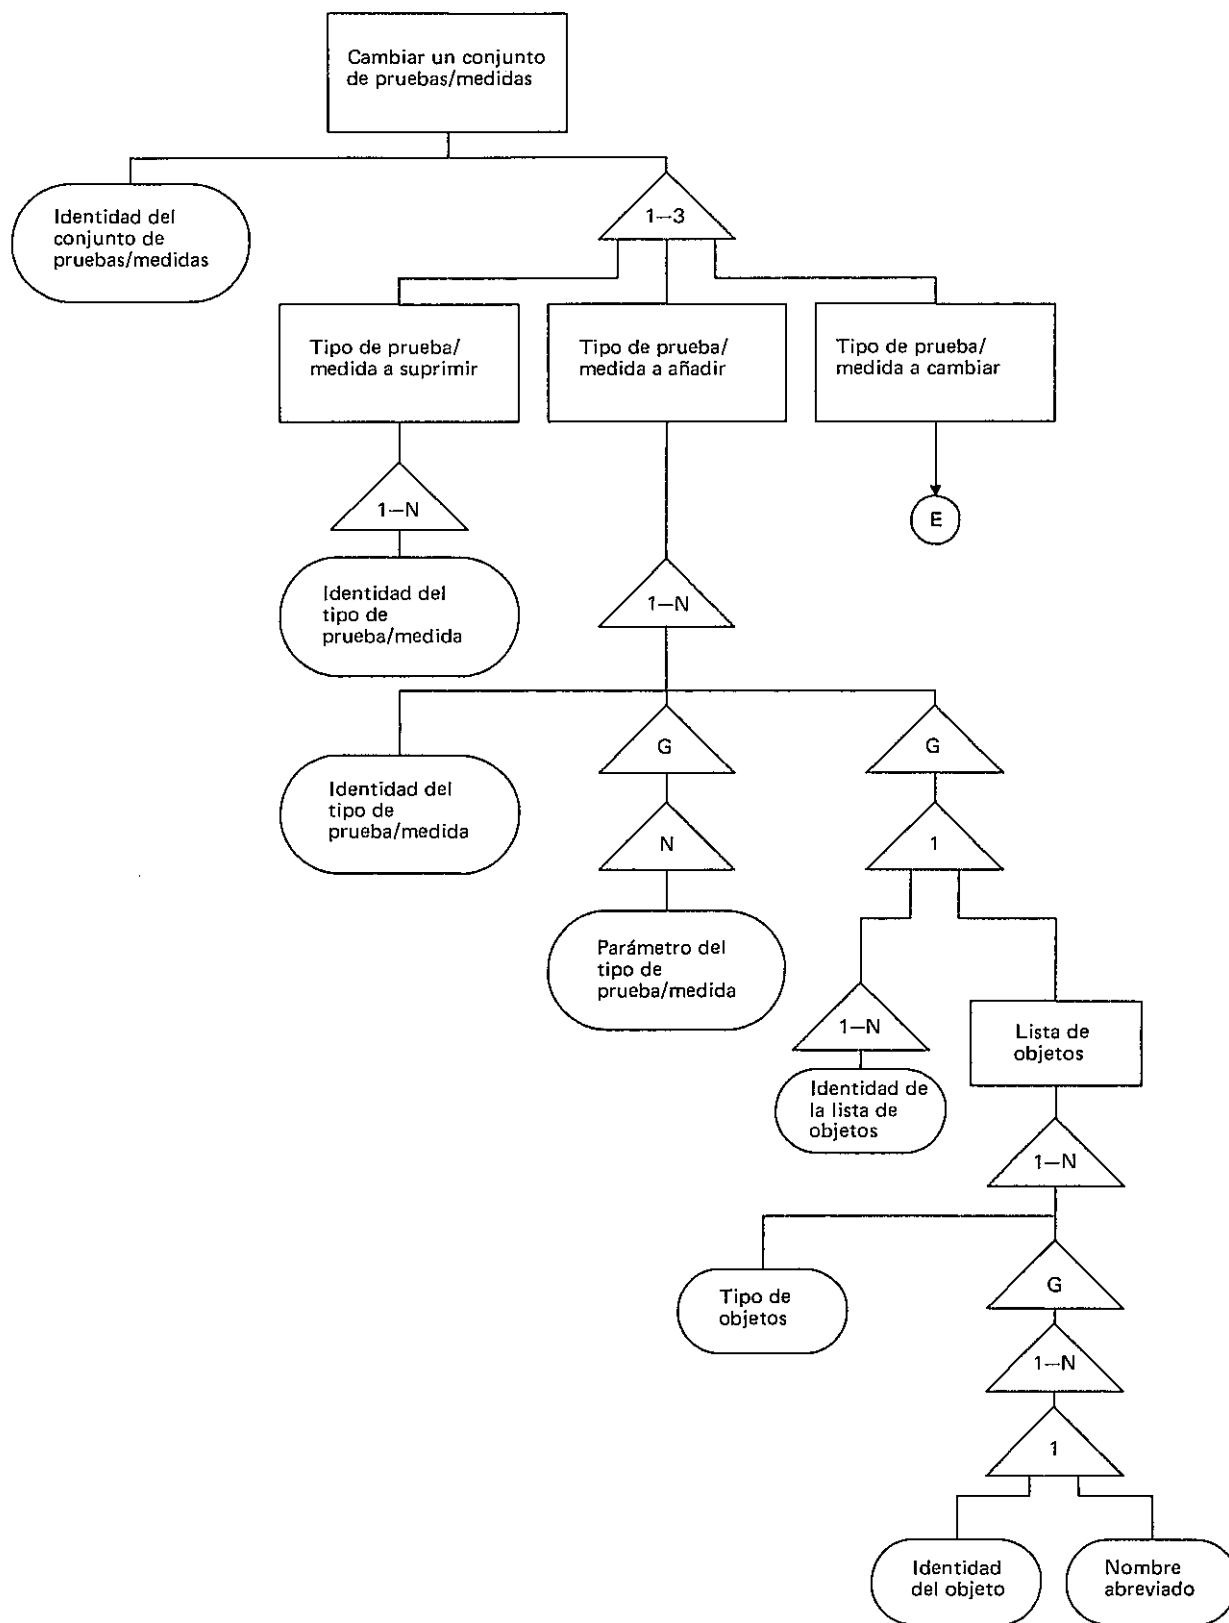 Cambiar un conjunto
de pruebas/medidas
Identidad del
conjunto de
pruebas/medidas
1—3
Tipo de prueba/
medida a suprimir
Tipo de prueba/
medida a añadir
Tipo de prueba/
medida a cambiar
1—N
E
Identidad del
tipo de
prueba/medida
1—N
Identidad del
tipo de
prueba/medida
G
G
N
1
Parámetro del
tipo de
prueba/medida
1—N
Lista de
objetos
Identidad de
la lista de
objetos
1—N
Tipo de
objetos
G
1—N
1
Identidad
del objeto
Nombre
abreviado